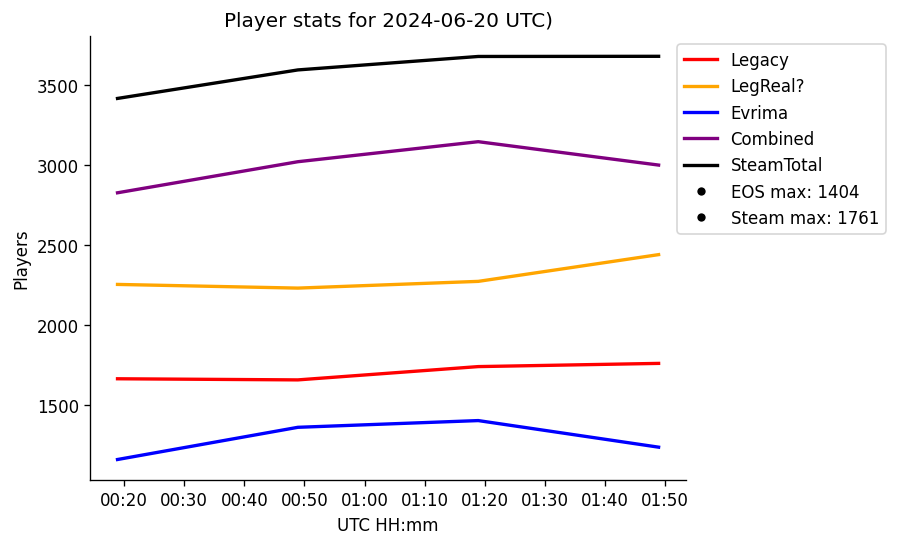 Player stats for 2024-06-20 UTC)
Legacy
LegReal?
Evrima
Combined
SteamTotal
EOS max: 1404
Steam max: 1761
Players
3500
3000
2500
2000
1500
00:20 00:30 00:40 00:50 01:00 01:10 01:20 01:30 01:40 01:50
UTC HH:mm